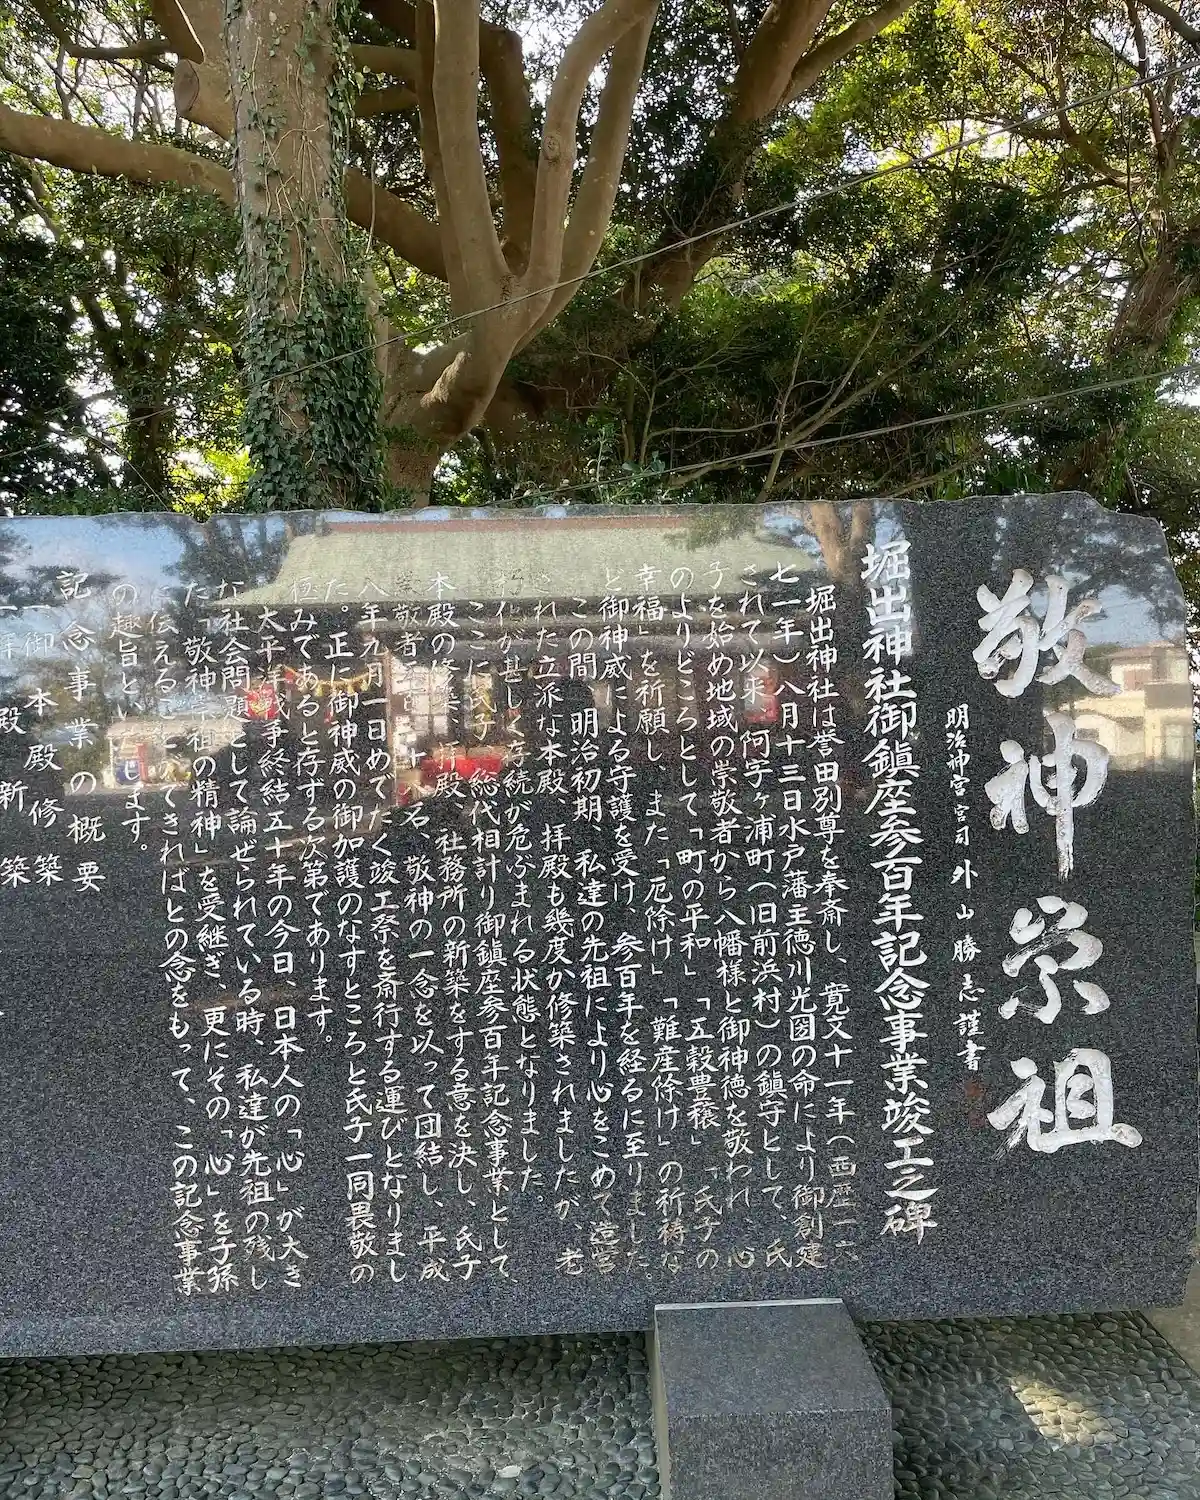 敬神崇祖
明治神宮宮司 外山勝志謹書
堀出神社御鎮座参百年記念事業竣工之碑
堀出神社は誉田別尊を奉斎し、寛文十一年(西暦一六
七一年)八月十三日水戸藩主徳川光圀の命により御創建
されて以来、阿字ヶ浦町(旧前浜村)の鎮守として、氏
子を始め地域の崇敬者から八幡様と御神徳を敬われ、心
のよりどころとして「町の平和」「五穀豊穣」「氏子の
幸福」を祈願し、また「厄除け」「難産除け」の祈祷な
ど御神威による守護を受け、参百年を経るに至りました。
この間、明治初期、私達の先祖により心をこめて造営
された立派な本殿、拝殿も幾度か修築されましたが、老
朽化が甚しく存続が危ぶまれる状態となりました。
ここに氏子、総代相計り御鎮座参百年記念事業として、
本殿の修築、拝殿、社務所の新築をする意を決し、氏子
崇敬者 名、敬神の一念を以って団結し、平成
八年九月一日めでたく竣工祭を斎行する運びとなりまし
た。正に御神威の御加護のなすところと氏子一同畏敬の
極みであると存する次第であります。
太平洋戦争終結五十年の今日、日本人の「心」が大き
な社会問題として論ぜられている時、私達が先祖の残し
た「敬神崇祖の精神」を受継ぎ、更にその「心」を子孫
に伝えることができればとの念をもって、この記念事業
の趣旨といたします。
記念事業の概要
一御本殿修築
一拝殿新築